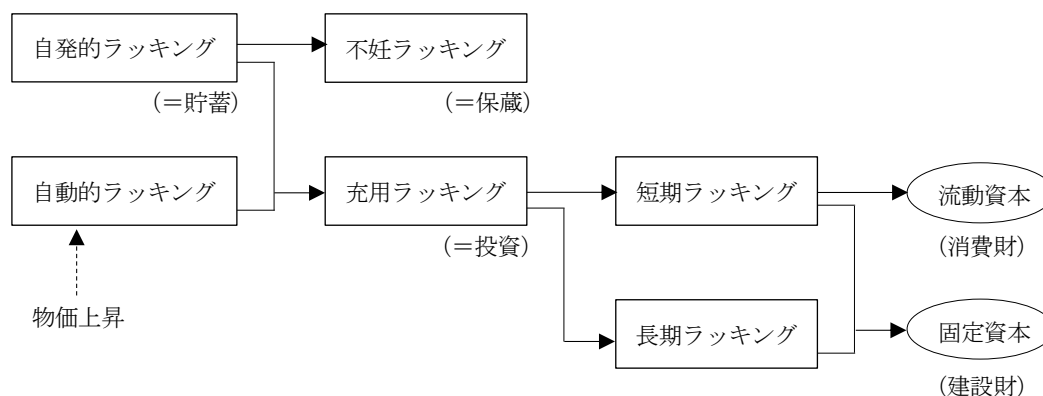 自発的ラッキング
不妊ラッキング
(＝貯蓄)
(＝保蔵)
自動的ラッキング
充用ラッキング
短期ラッキング
流動資本
(＝投資)
(消費財)
物価上昇
長期ラッキング
固定資本
(建設財)